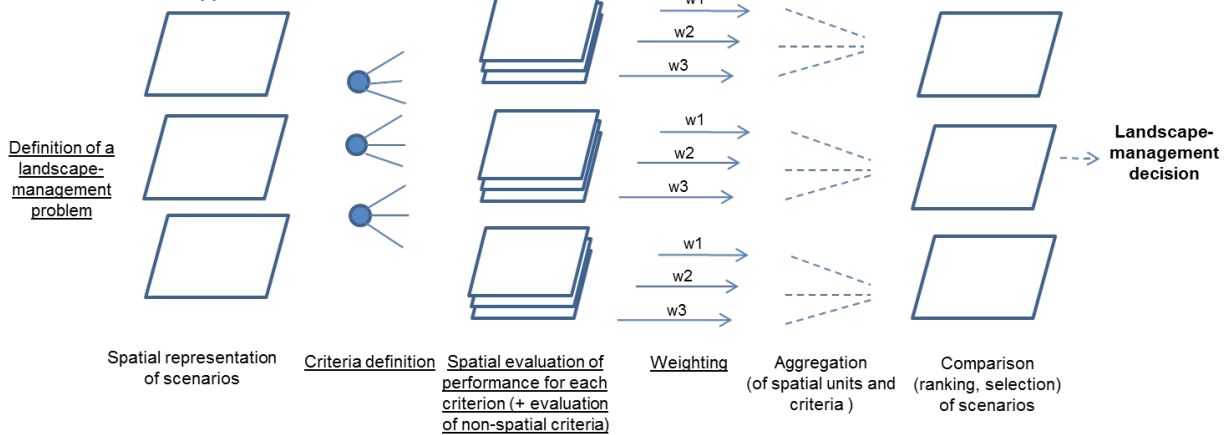 w1
w2
w3
w1
w2
w3
w1
w2
w3
Definition of a
landscape-
management
problem
Landscape-
management
decision
Spatial representation
of scenarios
Criteria definition
Spatial evaluation of
performance for each
criterion (+ evaluation
of non-spatial criteria)
Weighting
Aggregation
(of spatial units and
criteria )
Comparison
(ranking, selection)
of scenarios